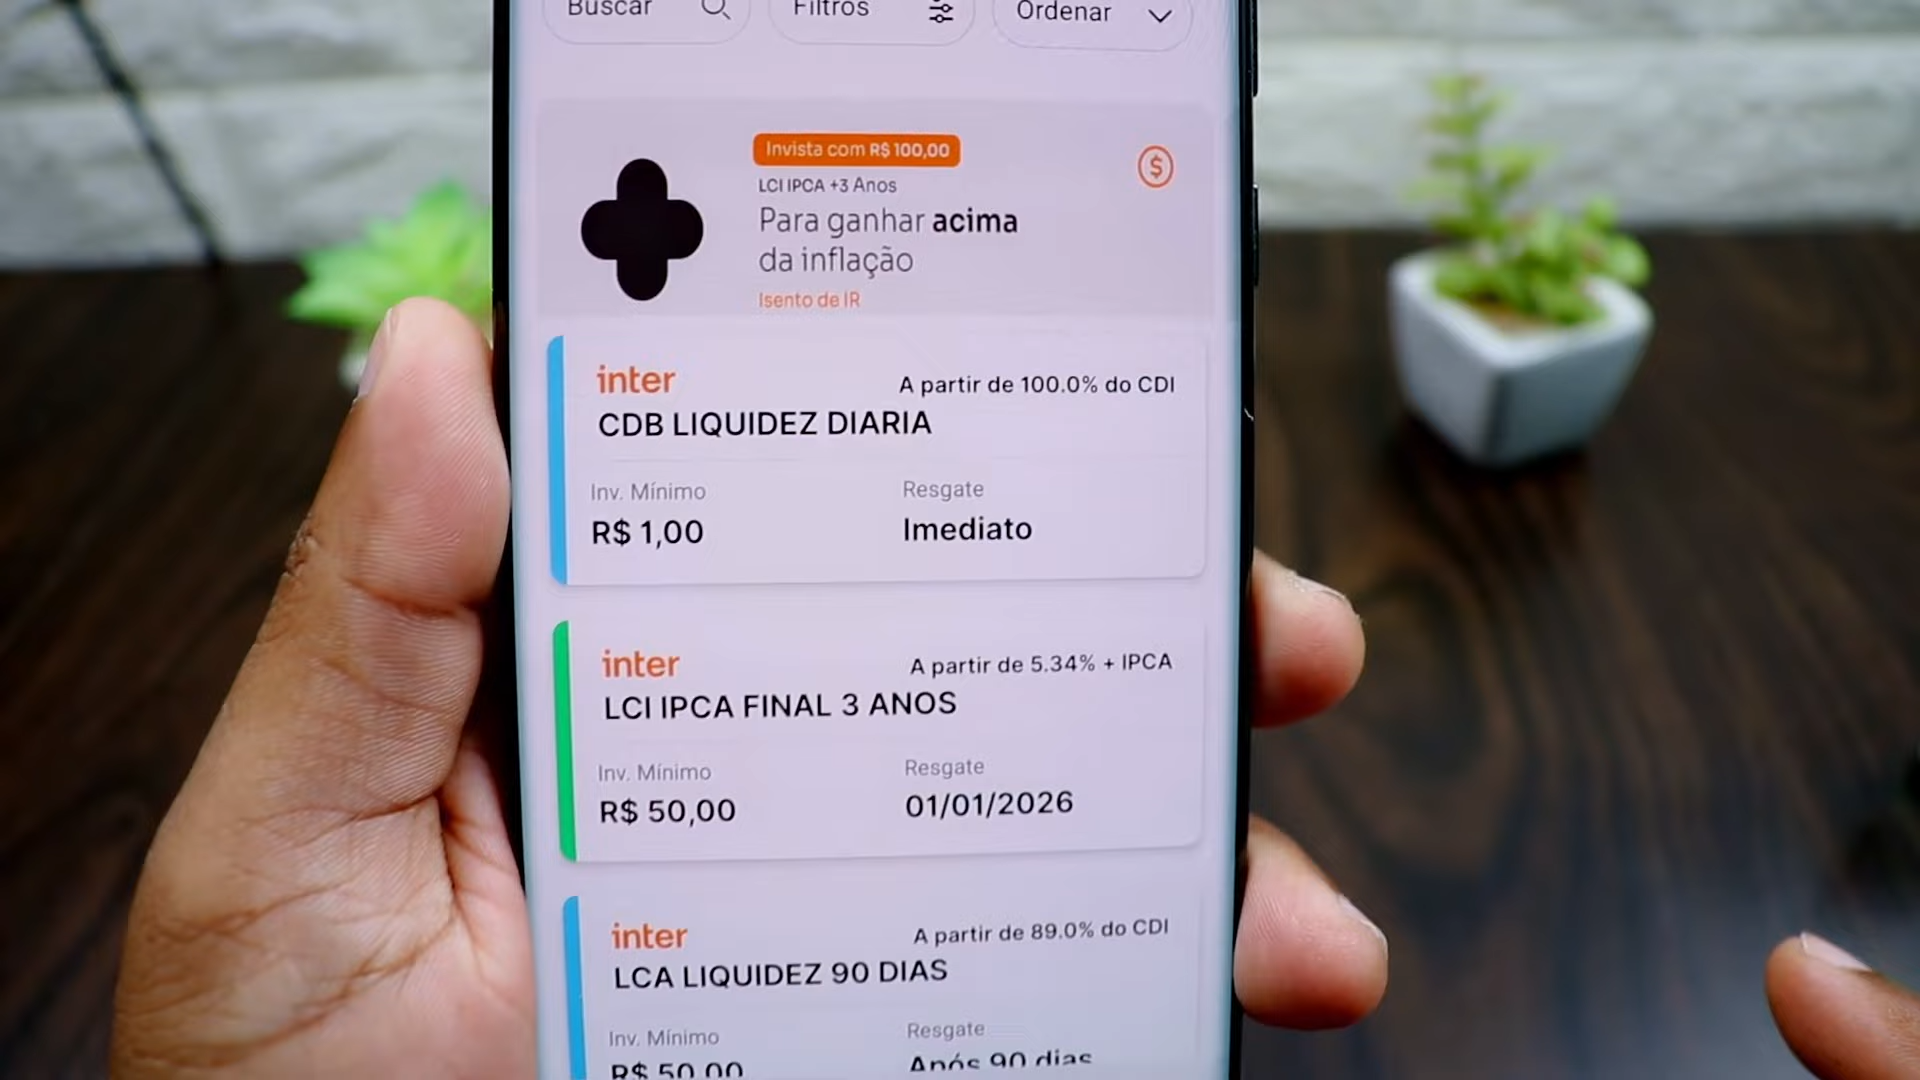 Buscar
Filtros
Ordenar
Invista com R$ 100,00
LCI IPCA +3 Anos
Para ganhar acima
da inflação
Isento de IR
inter
A partir de 100.0% do CDI
CDB LIQUIDEZ DIARIA
Inv. Mínimo
Resgate
R$ 1,00
Imediato
inter
A partir de 5.34% + IPCA
LCI IPCA FINAL 3 ANOS
Inv. Mínimo
Resgate
R$ 50,00
01/01/2026
inter
A partir de 89.0% do CDI
LCA LIQUIDEZ 90 DIAS
Inv. Mínimo
Resgate
R$ 50,00
Após 90 dias